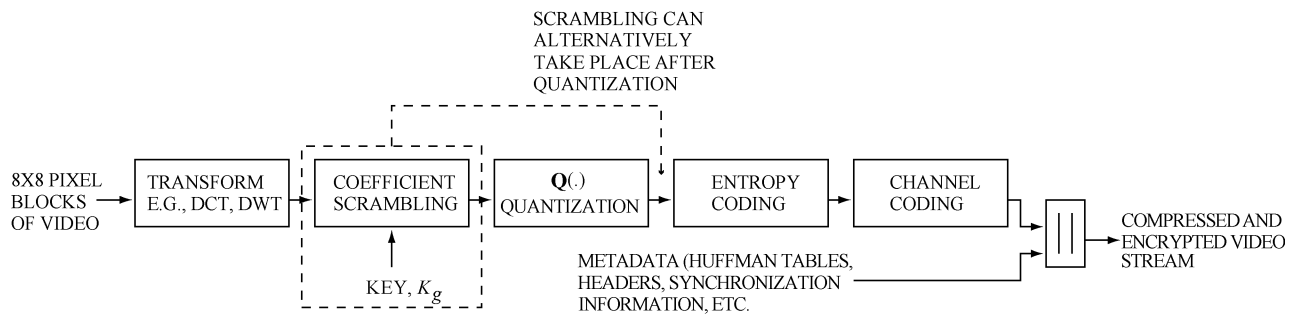 SCRAMBLING CAN
ALTERNATIVELY
TAKE PLACE AFTER
QUANTIZATION
8X8 PIXEL
BLOCKS
OF VIDEO
TRANSFORM
E.G., DCT, DWT
COEFFICIENT
SCRAMBLING
Q(.)
QUANTIZATION
ENTROPY
CODING
CHANNEL
CODING
||
COMPRESSED AND
ENCRYPTED VIDEO
STREAM
KEY, Kg
METADATA (HUFFMAN TABLES,
HEADERS, SYNCHRONIZATION
INFORMATION, ETC.